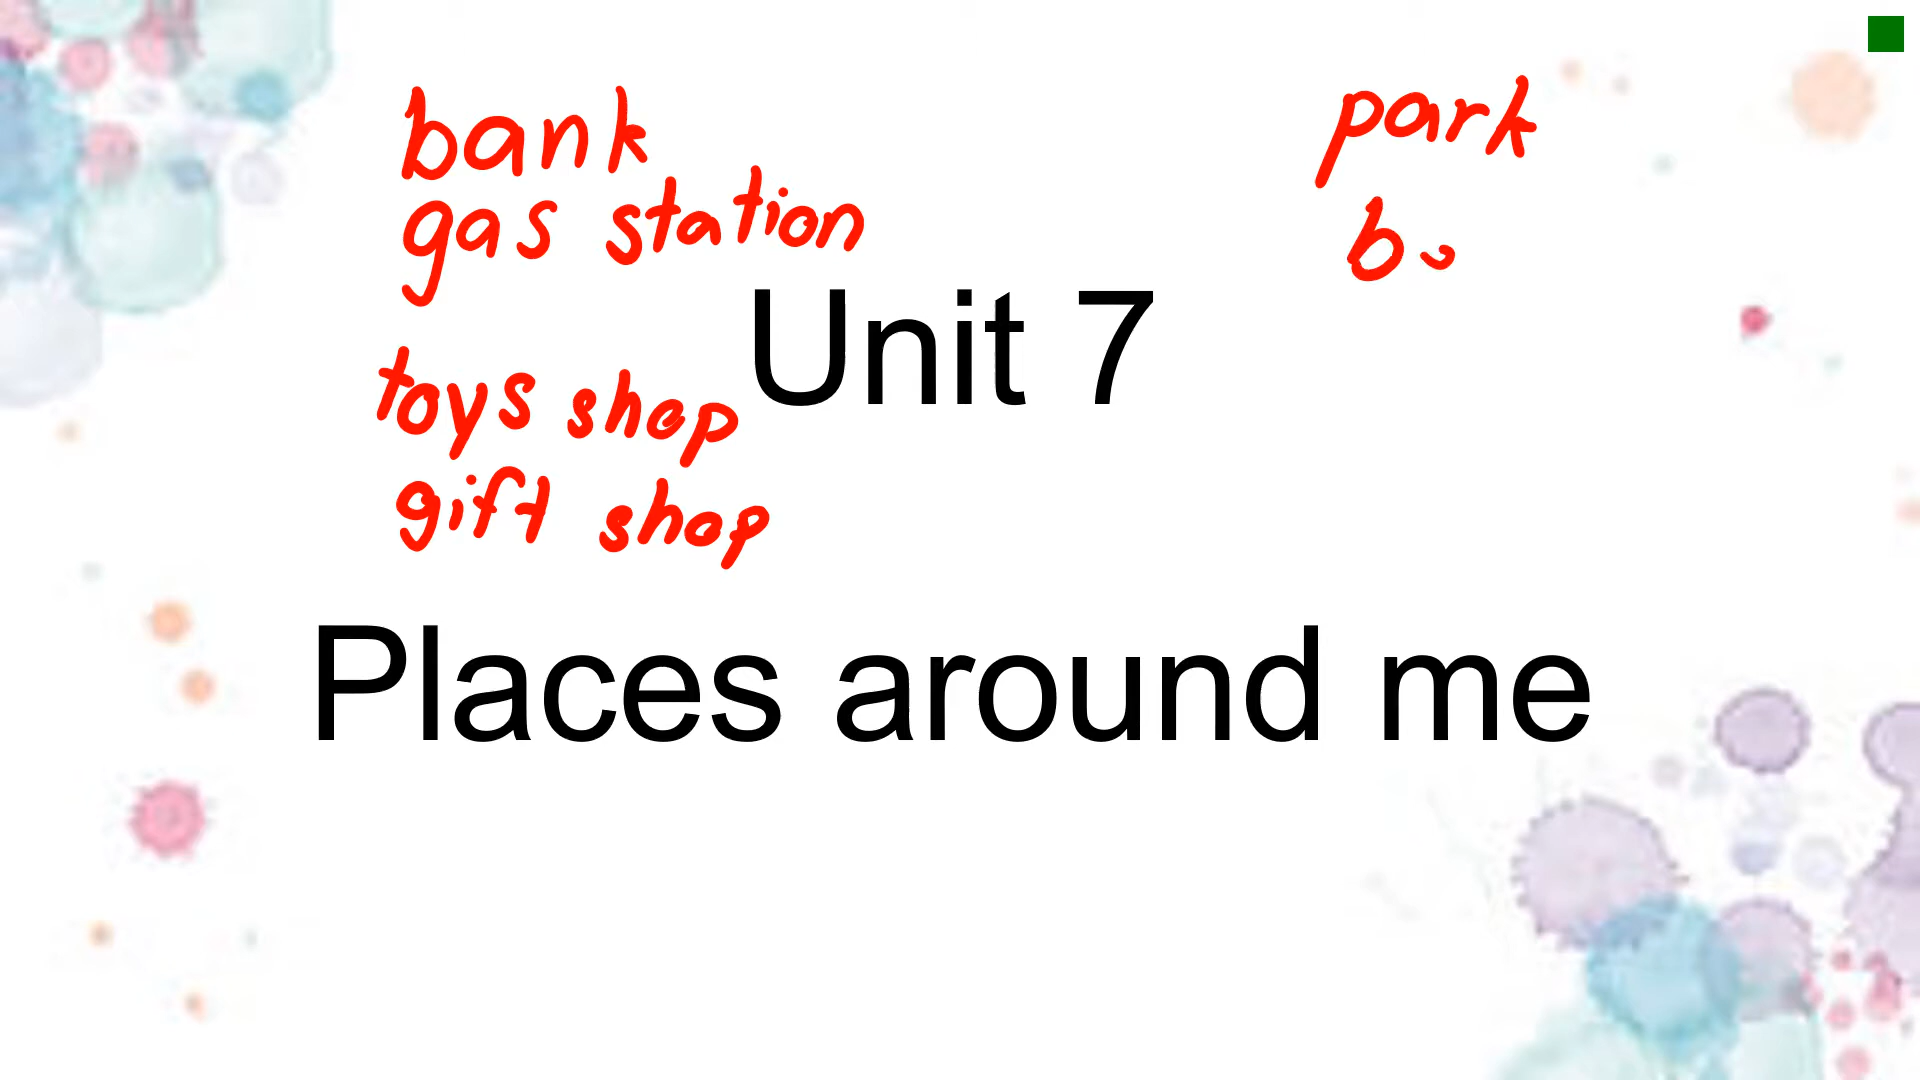 bank
gas station
park
b
Unit 7
toys shop
gift shop
Places around me